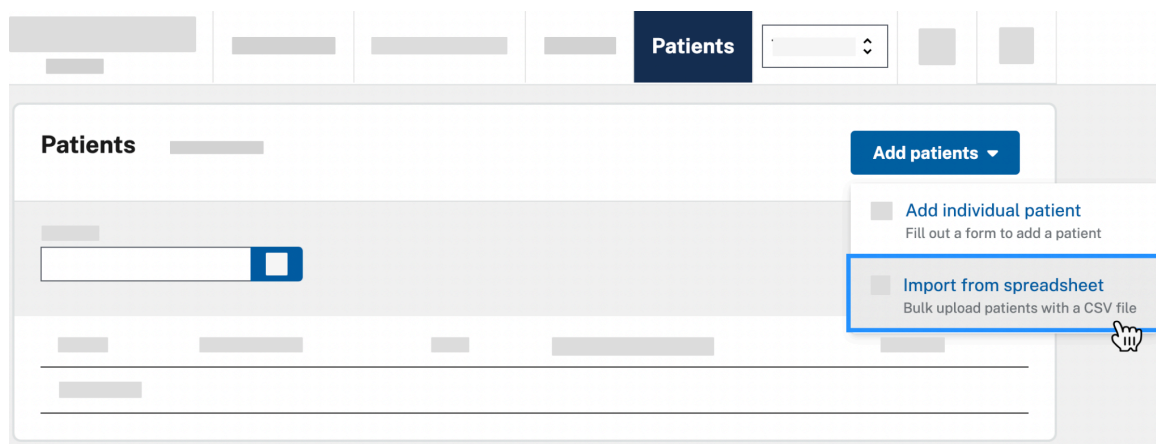 Patients
Patients
Add patients
Add individual patient
Fill out a form to add a patient
Import from spreadsheet
Bulk upload patients with a CSV file